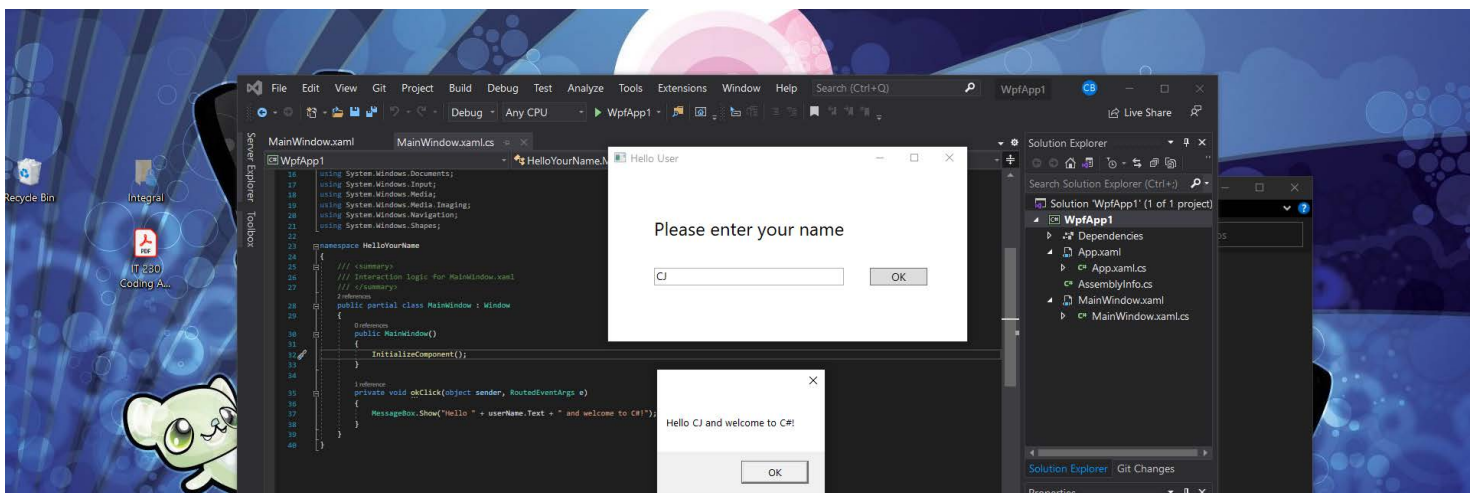 File Edit View Git Project Build Debug Test Analyze Tools Extensions Window Help Search (Ctrl+Q) WpfApp1 CB
Debug Any CPU WpfApp1 Live Share
Server Explorer
Toolbox
MainWindow.xaml MainWindow.xaml.cs
WpfApp1 HelloYourName.M
16 using System.Windows.Documents;
17 using System.Windows.Input;
18 using System.Windows.Media;
19 using System.Windows.Media.Imaging;
20 using System.Windows.Navigation;
21 using System.Windows.Shapes;
22
23 namespace HelloYourName
24 {
25 /// <summary>
26 /// Interaction logic for MainWindow.xaml
27 /// </summary>
2 references
28 public partial class MainWindow : Window
29 {
0 references
30 public MainWindow()
31 {
32 InitializeComponent();
33 }
34
1 reference
35 private void okClick(object sender, RoutedEventArgs e)
36 {
37 MessageBox.Show("Hello " + userName.Text + " and welcome to C#!");
38 }
39 }
40 }
Hello User
Please enter your name
CJ OK
Hello CJ and welcome to C#!
OK
Solution Explorer
Search Solution Explorer (Ctrl+;)
Solution 'WpfApp1' (1 of 1 project)
WpfApp1
Dependencies
App.xaml
App.xaml.cs
AssemblyInfo.cs
MainWindow.xaml
MainWindow.xaml.cs
Solution Explorer Git Changes
Properties
Recycle Bin
Integral
PDF
IT 230
Coding A...